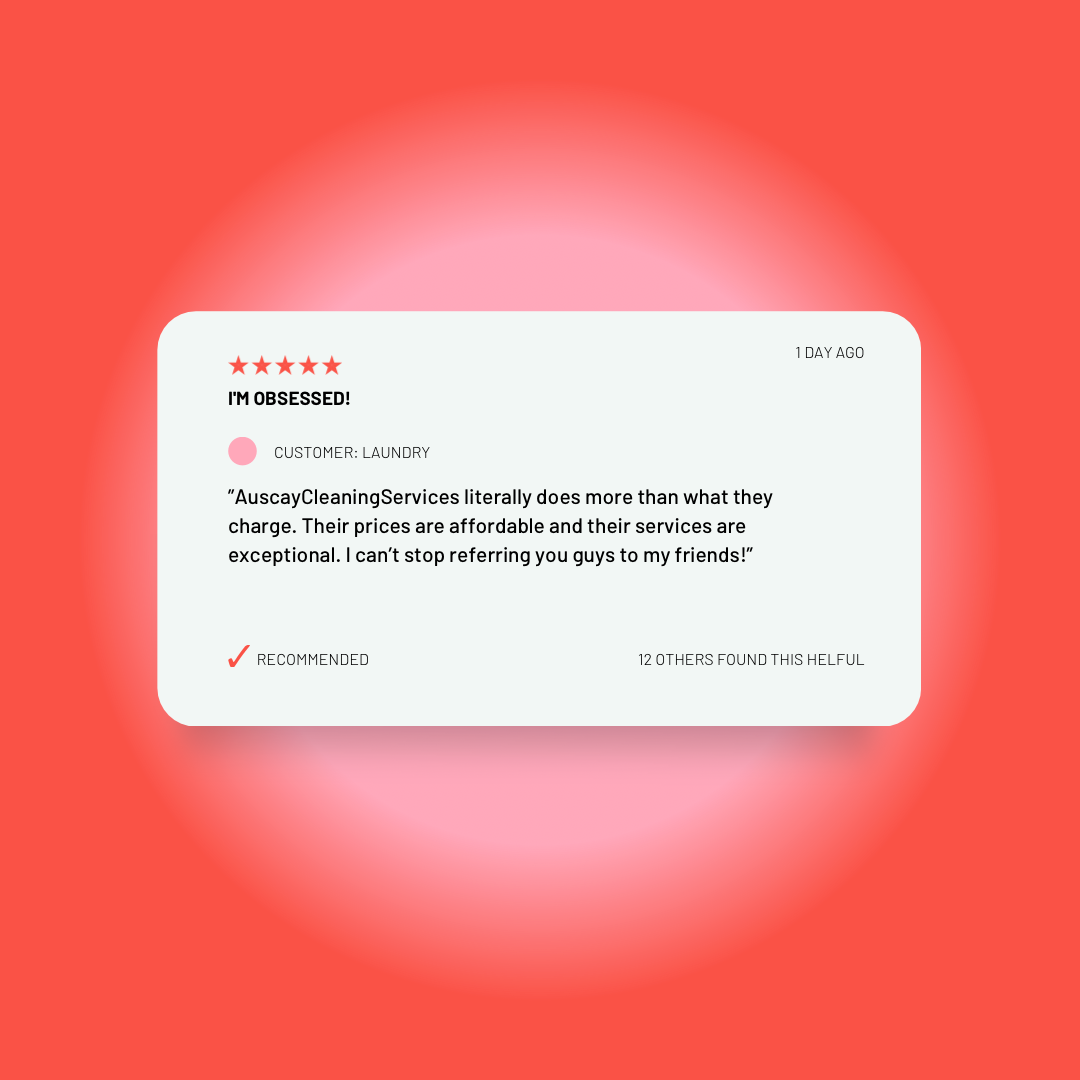 1 DAY AGO
★★★★★
I'M OBSESSED!
CUSTOMER: LAUNDRY
"AuscayCleaningServices literally does more than what they
charge. Their prices are affordable and their services are
exceptional. I can't stop referring you guys to my friends!"
✓ RECOMMENDED
12 OTHERS FOUND THIS HELFUL